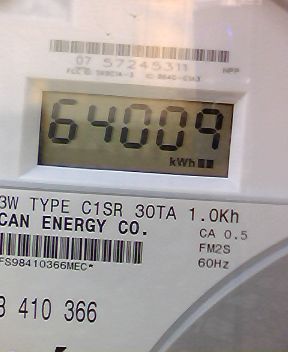 07 57245311
NPP
64009
kWh
3W TYPE C1SR 30TA 1.0Kh
CAN ENERGY CO.
CA 0.5
FM2S
60Hz
FS98410366MEC*
410 366